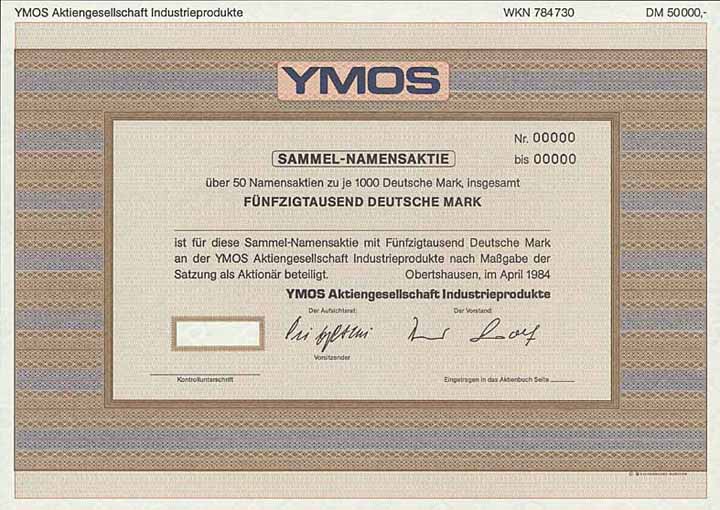 YMOS Aktiengesellschaft Industrieprodukte WKN 784730 DM 50000,-
YMOS
Nr. 00000
SAMMEL-NAMENSAKTIE bis 00000
über 50 Namensaktien zu je 1000 Deutsche Mark, insgesamt
FÜNFZIGTAUSEND DEUTSCHE MARK
ist für diese Sammel-Namensaktie mit Fünfzigtausend Deutsche Mark
an der YMOS Aktiengesellschaft Industrieprodukte nach Maßgabe der
Satzung als Aktionär beteiligt. Obertshausen, im April 1984
YMOS Aktiengesellschaft Industrieprodukte
Der Aufsichtsrat: Der Vorstand:
Vorsitzender
Kontrollunterschrift Eingetragen in das Aktienbuch Seite